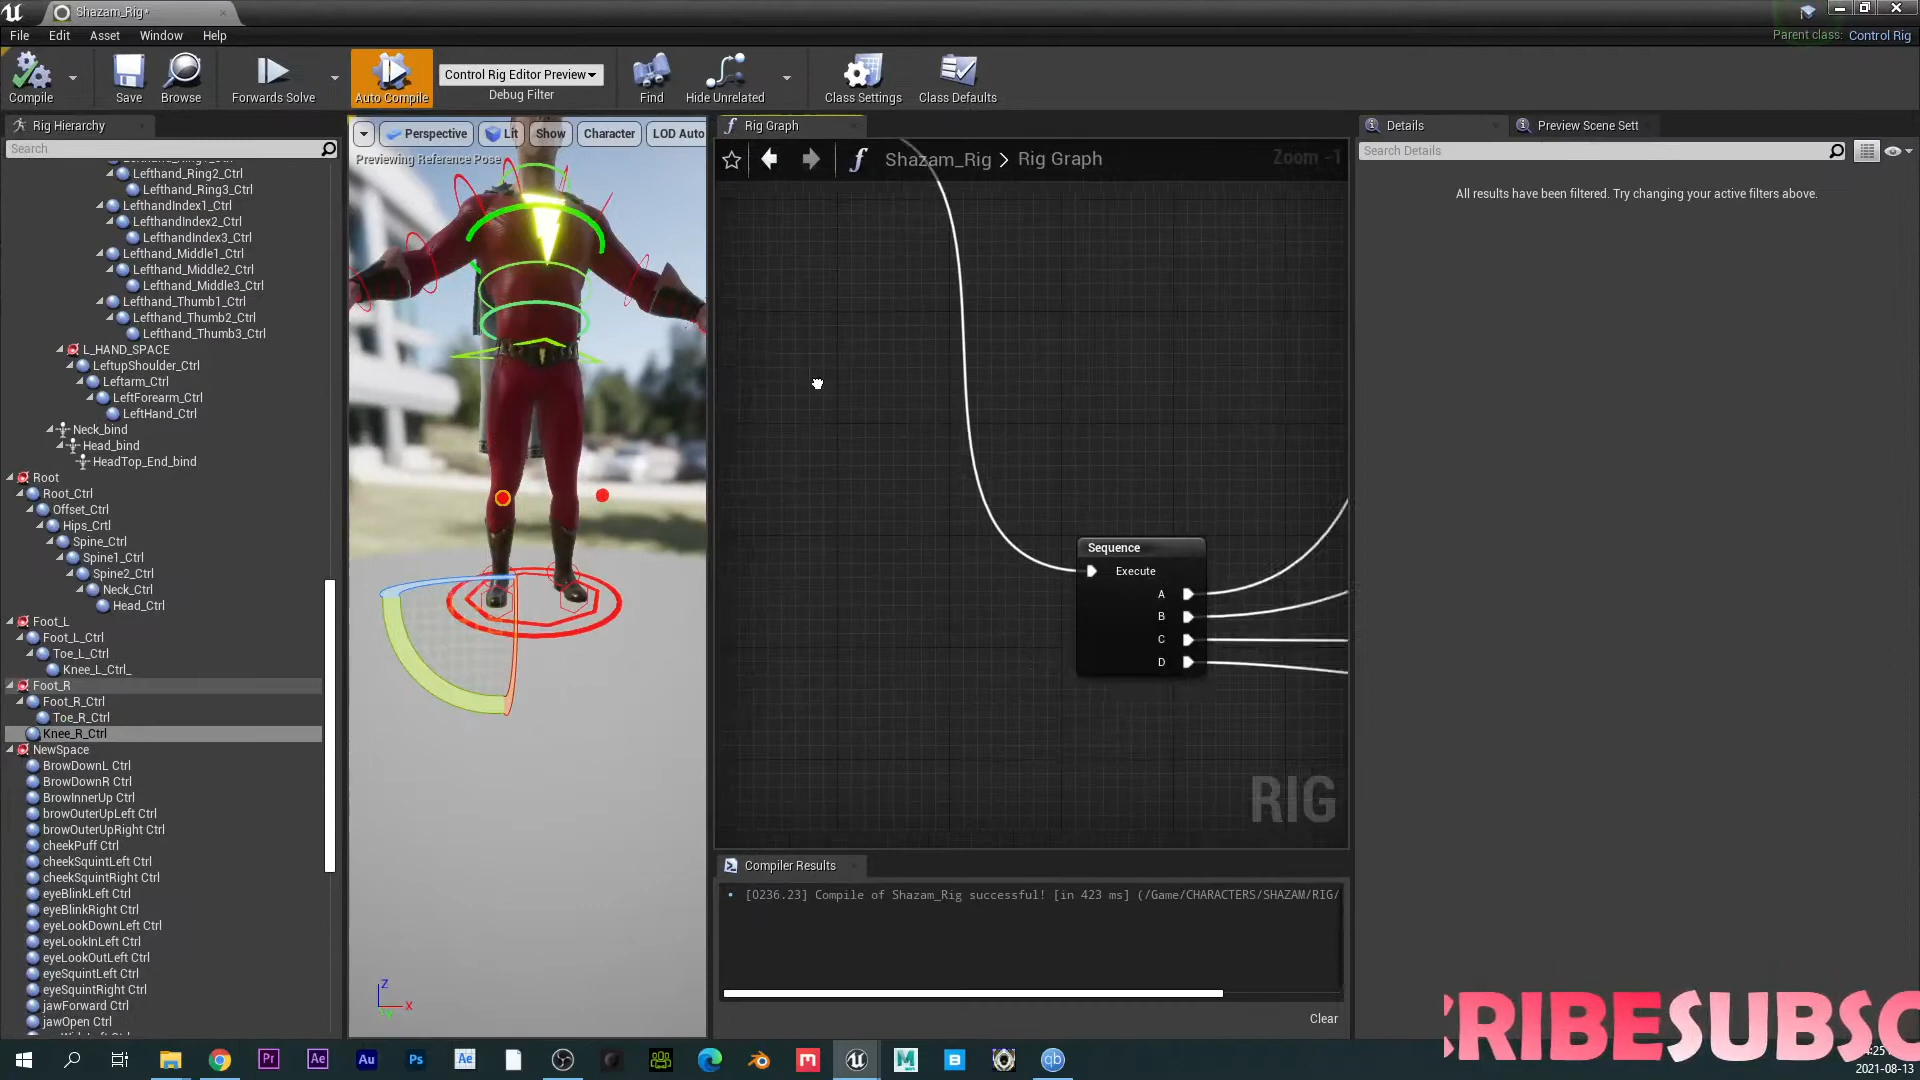 Shazam_Rig*
File Edit Asset Window Help
Parent class: Control Rig
Compile
Save
Browse
Forwards Solve
Auto Compile
Control Rig Editor Preview
Debug Filter
Find
Hide Unrelated
Class Settings
Class Defaults
Rig Hierarchy
Search
Lefthand_Ring2_Ctrl
Lefthand_Ring3_Ctrl
LefthandIndex1_Ctrl
LefthandIndex2_Ctrl
LefthandIndex3_Ctrl
Lefthand_Middle1_Ctrl
Lefthand_Middle2_Ctrl
Lefthand_Middle3_Ctrl
Lefthand_Thumb1_Ctrl
Lefthand_Thumb2_Ctrl
Lefthand_Thumb3_Ctrl
L_HAND_SPACE
LeftupShoulder_Ctrl
Leftarm_Ctrl
LeftForearm_Ctrl
LeftHand_Ctrl
Neck_bind
Head_bind
HeadTop_End_bind
Root
Root_Ctrl
Offset_Ctrl
Hips_Crtl
Spine_Ctrl
Spine1_Ctrl
Spine2_Ctrl
Neck_Ctrl
Head_Ctrl
Foot_L
Foot_L_Ctrl
Toe_L_Ctrl
Knee_L_Ctrl_
Foot_R
Foot_R_Ctrl
Toe_R_Ctrl
Knee_R_Ctrl
NewSpace
BrowDownL Ctrl
BrowDownR Ctrl
BrowInnerUp Ctrl
browOuterUpLeft Ctrl
browOuterUpRight Ctrl
cheekPuff Ctrl
cheekSquintLeft Ctrl
cheekSquintRight Ctrl
eyeBlinkLeft Ctrl
eyeBlinkRight Ctrl
eyeLookDownLeft Ctrl
eyeLookInLeft Ctrl
eyeLookOutLeft Ctrl
eyeSquintLeft Ctrl
eyeSquintRight Ctrl
jawForward Ctrl
jawOpen Ctrl
Perspective Lit Show Character LOD Auto
Previewing Reference Pose
Z
X
Rig Graph
Shazam_Rig > Rig Graph
Zoom -1
Sequence
Execute
A
B
C
D
RIG
Compiler Results
[0236.23] Compile of Shazam_Rig successful! [in 423 ms] (/Game/CHARACTERS/SHAZAM/RIG/
Clear
Details
Preview Scene Sett
Search Details
All results have been filtered. Try changing your active filters above.
RIBESUBSC
Pr Ae Au Ps Ae
2021-08-13